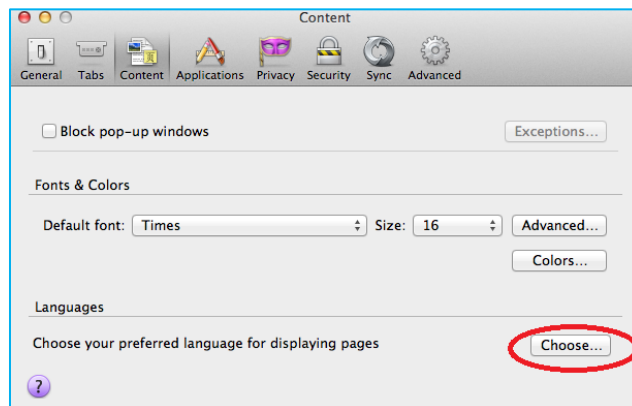 Content
General Tabs Content Applications Privacy Security Sync Advanced
Block pop-up windows Exceptions...
Fonts & Colors
Default font: Times Size: 16 Advanced...
Colors...
Languages
Choose your preferred language for displaying pages Choose...
?